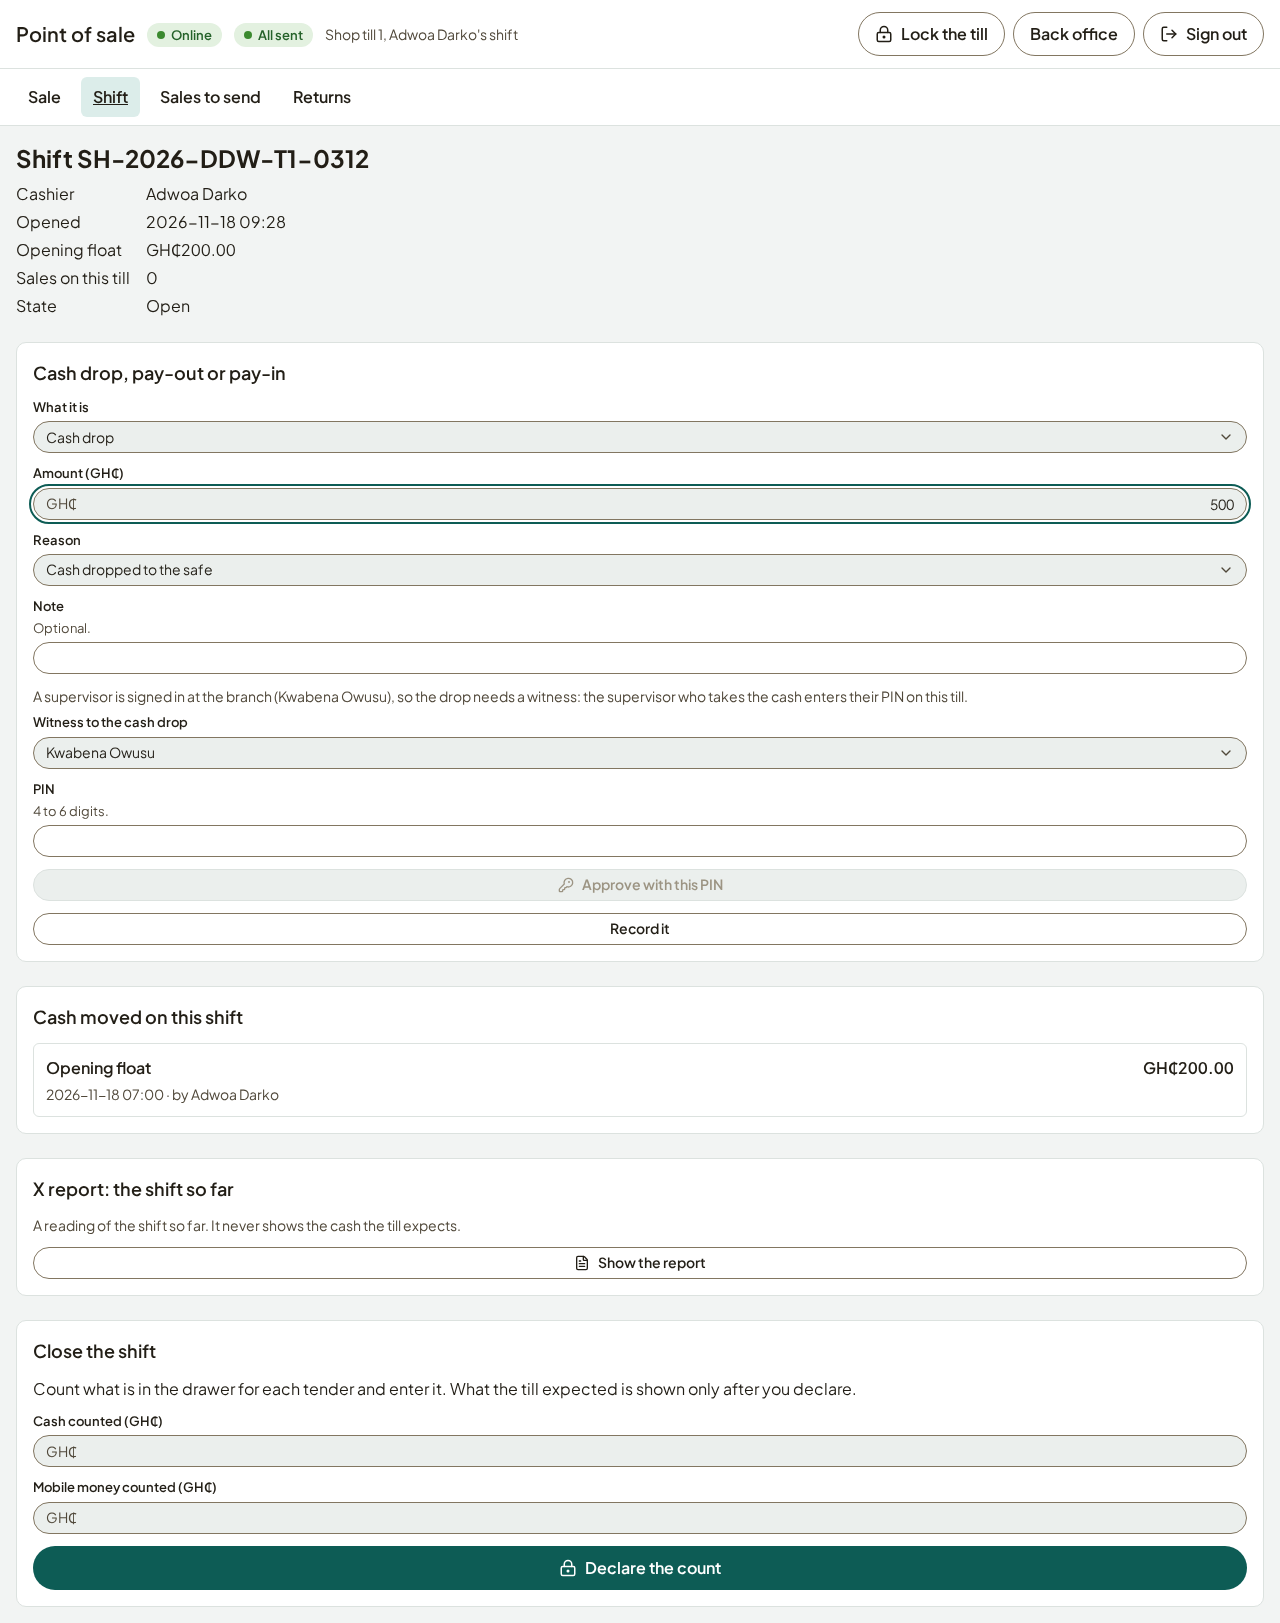 Point of sale
Online
All sent
Shop till 1, Adwoa Darko's shift
Lock the till
Back office
Sign out
Sale
Shift
Sales to send
Returns
Shift SH-2026-DDW-T1-0312
Cashier Adwoa Darko
Opened 2026-11-18 09:28
Opening float GH₵200.00
Sales on this till 0
State Open
Cash drop, pay-out or pay-in
What it is
Cash drop
Amount (GH₵)
GH₵ 500
Reason
Cash dropped to the safe
Note
Optional.
A supervisor is signed in at the branch (Kwabena Owusu), so the drop needs a witness: the supervisor who takes the cash enters their PIN on this till.
Witness to the cash drop
Kwabena Owusu
PIN
4 to 6 digits.
Approve with this PIN
Record it
Cash moved on this shift
Opening float GH₵200.00
2026-11-18 07:00 · by Adwoa Darko
X report: the shift so far
A reading of the shift so far. It never shows the cash the till expects.
Show the report
Close the shift
Count what is in the drawer for each tender and enter it. What the till expected is shown only after you declare.
Cash counted (GH₵)
GH₵
Mobile money counted (GH₵)
GH₵
Declare the count